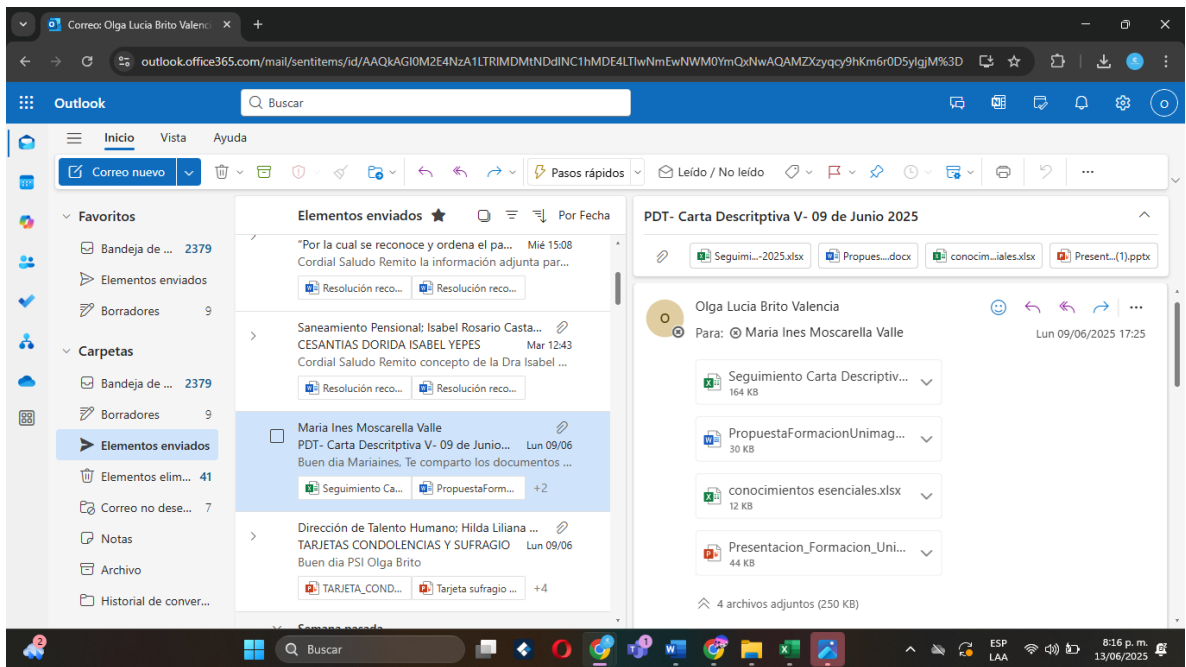 Correo: Olga Lucia Brito Valenci
outlook.office365.com/mail/sentitems/id/AAQkAGI0M2E4NzA1LTRlMDMtNDdlNC1hMDE4LTIwNmEwNWM0YmQxNwAQAMZXzyqcy9hKm6r0D5ylgjM%3D
Outlook
Buscar
O
Inicio Vista Ayuda
Correo nuevo
Pasos rápidos
Leído / No leído
Favoritos
Bandeja de ... 2379
Elementos enviados
Borradores 9
Carpetas
Bandeja de ... 2379
Borradores 9
Elementos enviados
Elementos elim... 41
Correo no dese... 7
Notas
Archivo
Historial de conver...
Elementos enviados
Por Fecha
"Por la cual se reconoce y ordena el pa... Mié 15:08
Cordial Saludo Remito la información adjunta par...
Resolución reco... Resolución reco...
Saneamiento Pensional; Isabel Rosario Casta...
CESANTIAS DORIDA ISABEL YEPES Mar 12:43
Cordial Saludo Remito concepto de la Dra Isabel ...
Resolución reco... Resolución reco...
Maria Ines Moscarella Valle
PDT- Carta Descritptiva V- 09 de Junio... Lun 09/06
Buen dia Mariaines, Te comparto los documentos ...
Seguimiento Ca... PropuestaForm... +2
Dirección de Talento Humano; Hilda Liliana ...
TARJETAS CONDOLENCIAS Y SUFRAGIO Lun 09/06
Buen dia PSI Olga Brito
TARJETA_COND... Tarjeta sufragio ... +4
Semana pasada
PDT- Carta Descritptiva V- 09 de Junio 2025
Seguimi...-2025.xlsx Propues....docx conocim...iales.xlsx Present...(1).pptx
O
Olga Lucia Brito Valencia
Para: Maria Ines Moscarella Valle
Lun 09/06/2025 17:25
Seguimiento Carta Descriptiv...
164 KB
PropuestaFormacionUnimag...
30 KB
conocimientos esenciales.xlsx
12 KB
Presentacion_Formacion_Uni...
44 KB
4 archivos adjuntos (250 KB)
2
Buscar
1
ESP
LAA
8:16 p. m.
13/06/2025